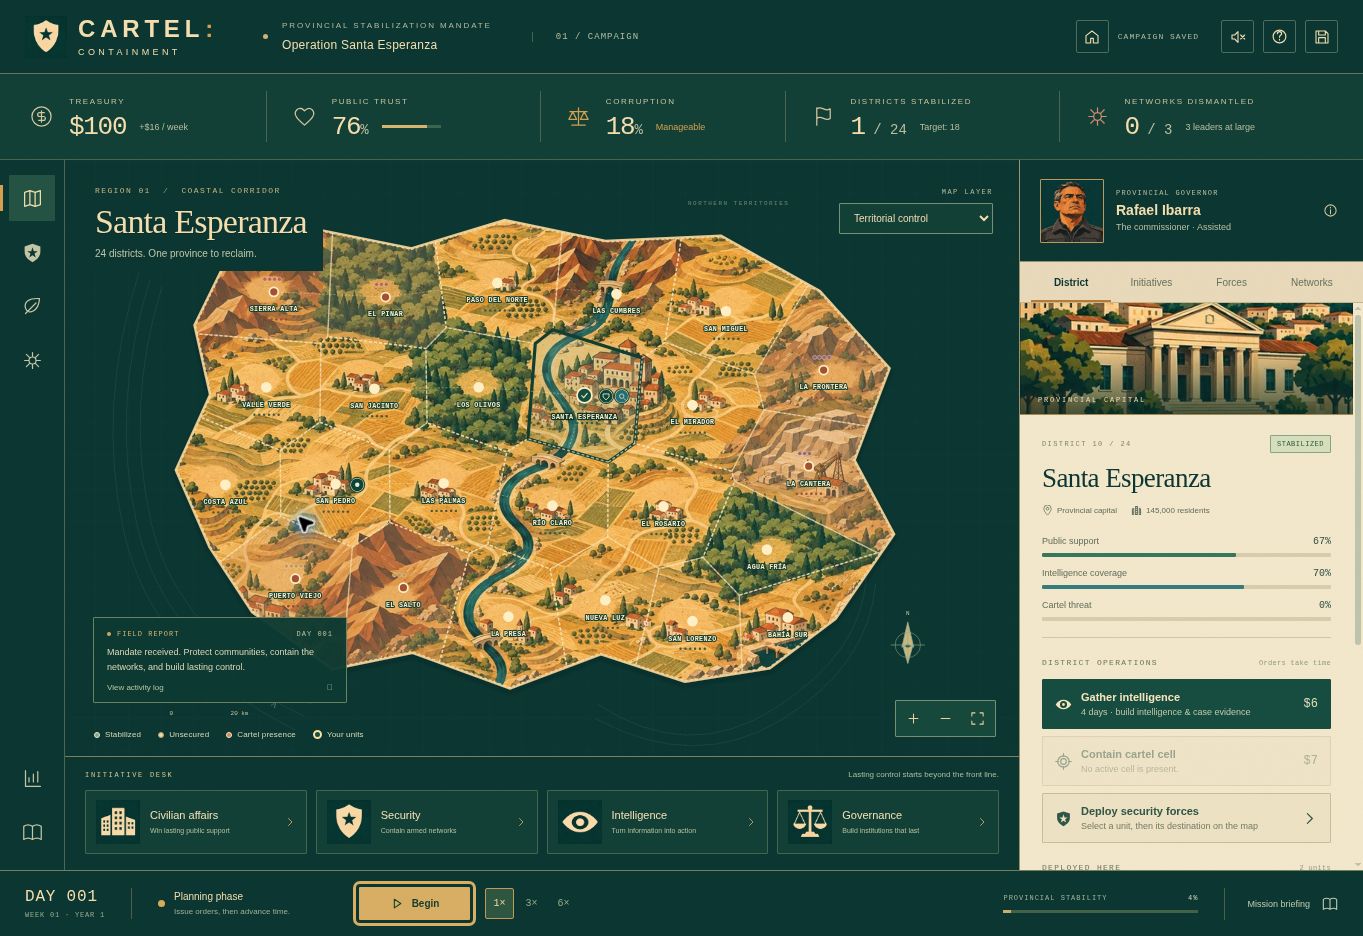 CARTEL:
CONTAINMENT
PROVINCIAL STABILIZATION MANDATE
Operation Santa Esperanza
01 / CAMPAIGN
CAMPAIGN SAVED
TREASURY
$100 +$16 / week
PUBLIC TRUST
76%
CORRUPTION
18% Manageable
DISTRICTS STABILIZED
1 / 24 Target: 18
NETWORKS DISMANTLED
0 / 3 3 leaders at large
REGION 01 / COASTAL CORRIDOR
Santa Esperanza
24 districts. One province to reclaim.
NORTHERN TERRITORIES
MAP LAYER
Territorial control
SIERRA ALTA
EL PINAR
PASO DEL NORTE
LAS CUMBRES
SAN MIGUEL
LA FRONTERA
VALLE VERDE
SAN JACINTO
LOS OLIVOS
SANTA ESPERANZA
EL MIRADOR
COSTA AZUL
SAN PEDRO
LAS PALMAS
RÍO CLARO
EL ROSARIO
LA CANTERA
AGUA FRÍA
PUERTO VIEJO
EL SALTO
LA PRESA
NUEVA LUZ
SAN LORENZO
BAHÍA SUR
N
FIELD REPORT DAY 001
Mandate received. Protect communities, contain the
networks, and build lasting control.
View activity log
0 20 km
Stabilized Unsecured Cartel presence Your units
INITIATIVE DESK
Lasting control starts beyond the front line.
Civilian affairs
Win lasting public support
Security
Contain armed networks
Intelligence
Turn information into action
Governance
Build institutions that last
PROVINCIAL GOVERNOR
Rafael Ibarra
The commissioner · Assisted
District Initiatives Forces Networks
PROVINCIAL CAPITAL
DISTRICT 10 / 24
STABILIZED
Santa Esperanza
Provincial capital 145,000 residents
Public support 67%
Intelligence coverage 70%
Cartel threat 0%
DISTRICT OPERATIONS Orders take time
Gather intelligence
4 days · build intelligence & case evidence
$6
Contain cartel cell
No active cell is present.
$7
Deploy security forces
Select a unit, then its destination on the map
DEPLOYED HERE 2 units
DAY 001
WEEK 01 · YEAR 1
Planning phase
Issue orders, then advance time.
Begin
1× 3× 6×
PROVINCIAL STABILITY 4%
Mission briefing